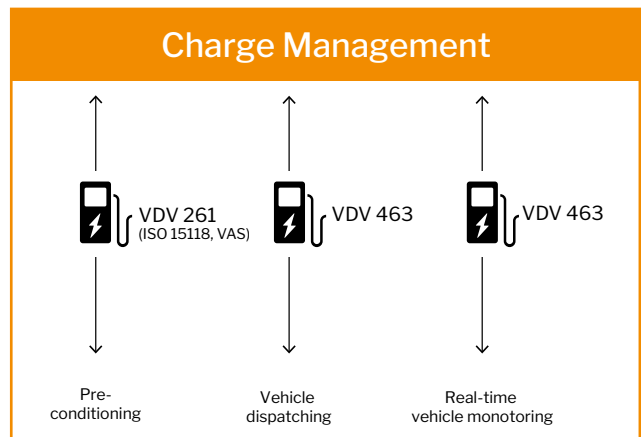 Charge Management
VDV 261
(ISO 15118, VAS)
VDV 463
VDV 463
Pre-
conditioning
Vehicle
dispatching
Real-time
vehicle monotoring